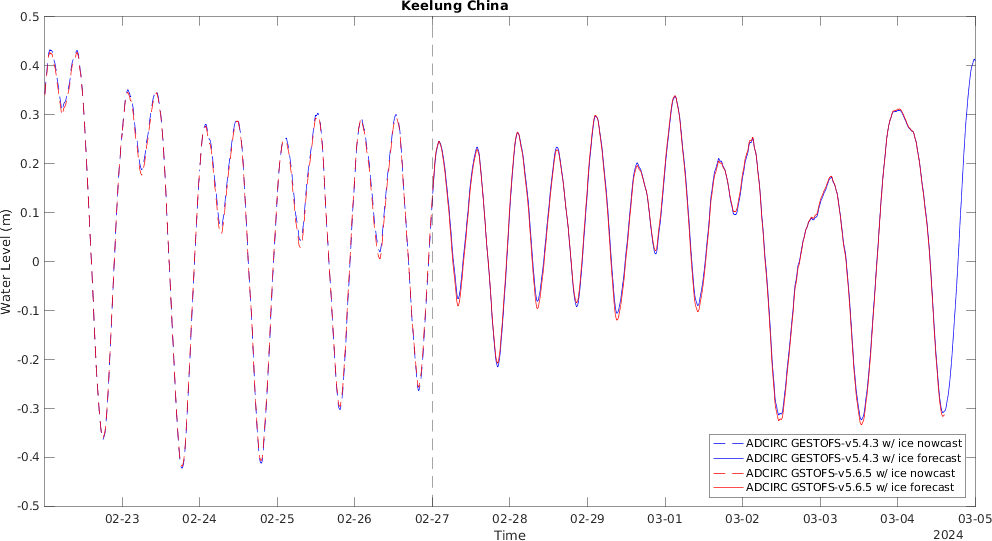 Keelung China
0.5
0.4
0.3
0.2
0.1
0
-0.1
-0.2
-0.3
-0.4
-0.5
Water Level (m)
ADCIRC GESTOFS-v5.4.3 w/ ice nowcast
ADCIRC GESTOFS-v5.4.3 w/ ice forecast
ADCIRC GSTOFS-v5.6.5 w/ ice nowcast
ADCIRC GSTOFS-v5.6.5 w/ ice forecast
02-23 02-24 02-25 02-26 02-27 02-28 02-29 03-01 03-02 03-03 03-04 03-05
Time
2024